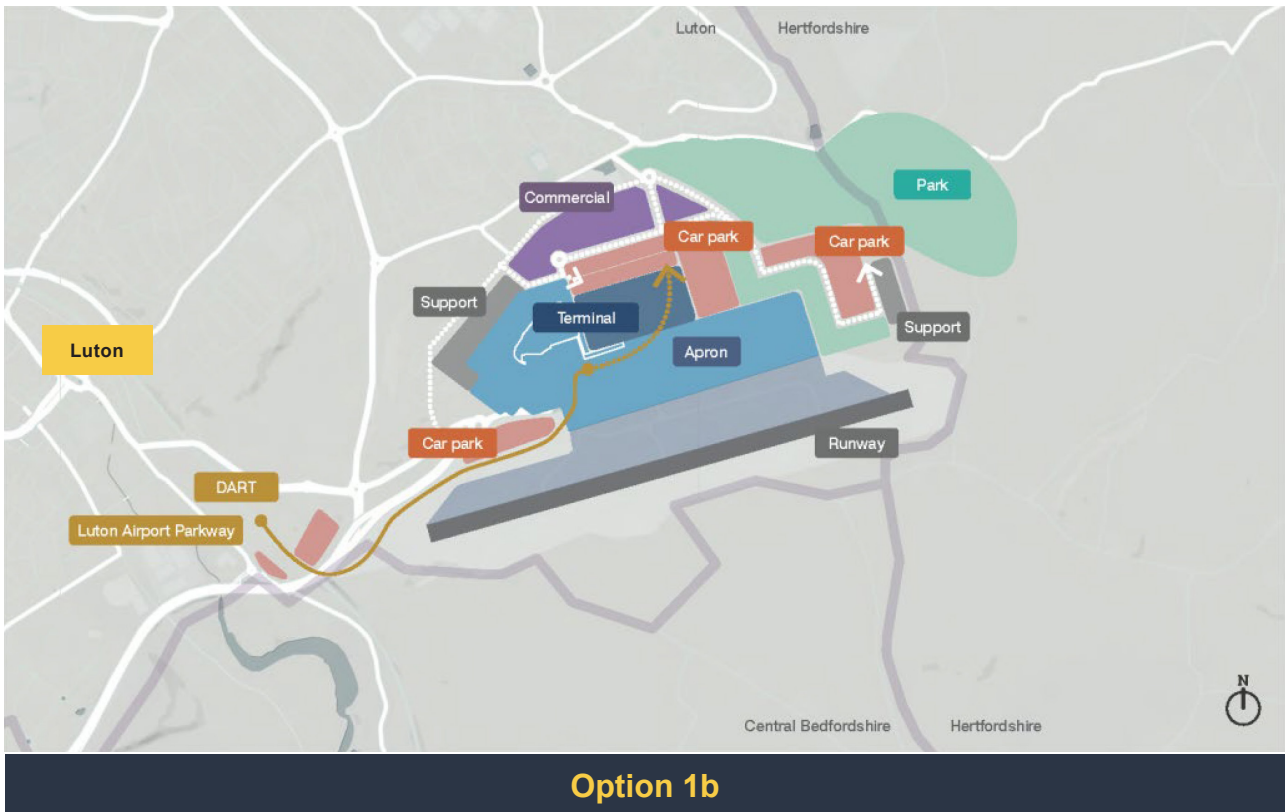 Luton
Hertfordshire
Park
Commercial
Car park
Car park
Support
Terminal
Support
Luton
Apron
Car park
Runway
DART
Luton Airport Parkway
N
Central Bedfordshire
Hertfordshire
Option 1b